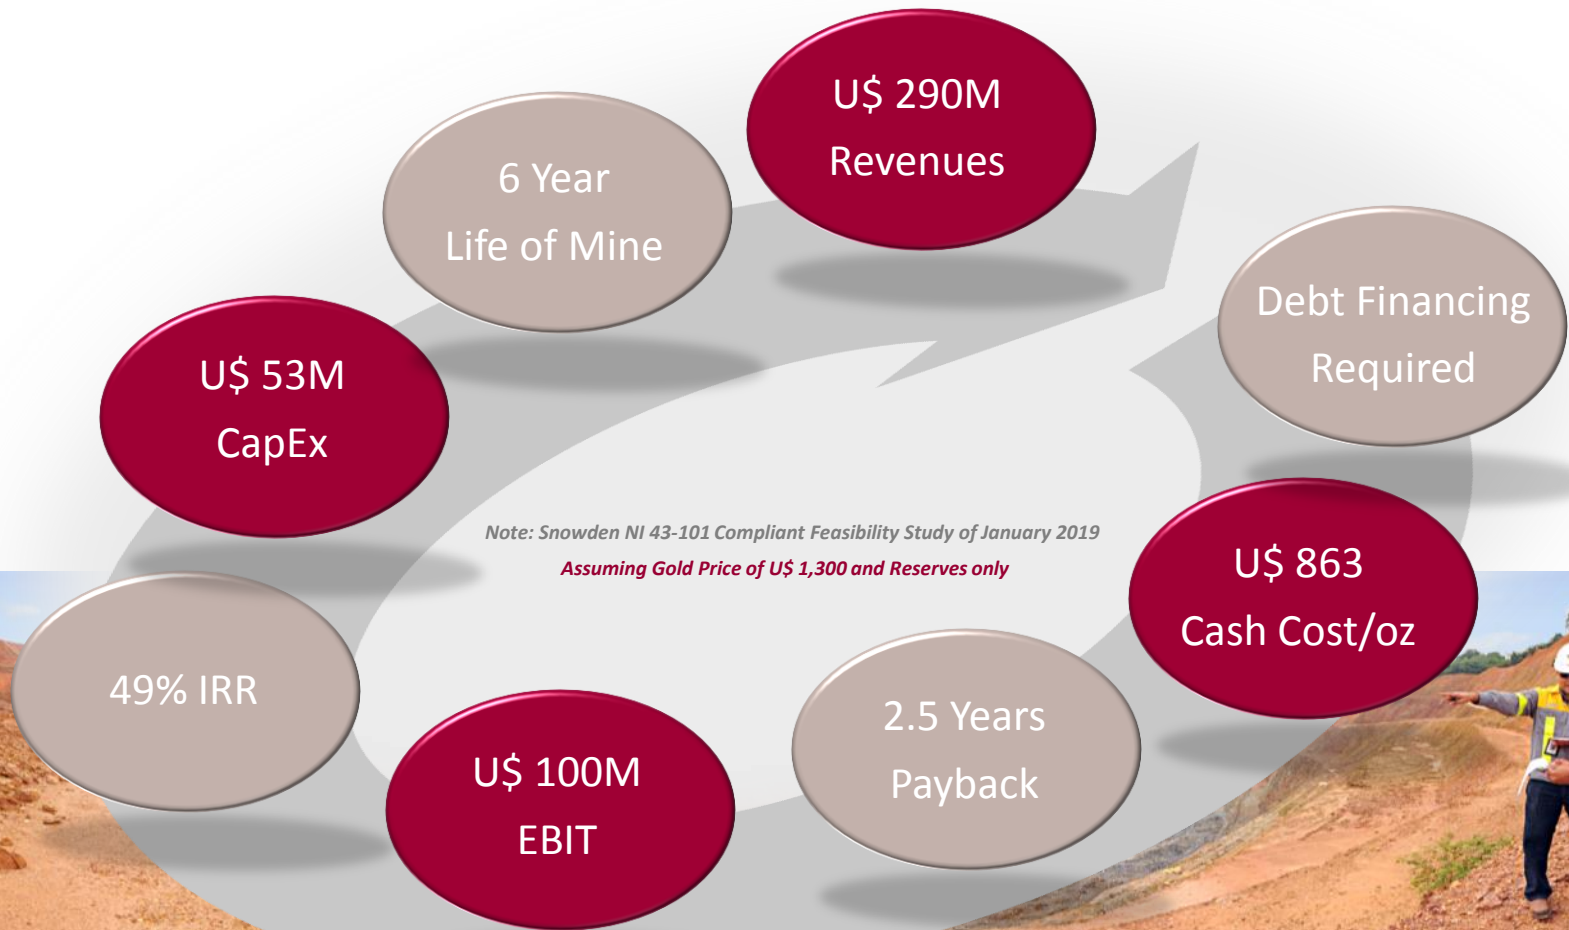 U$ 290M
Revenues
6 Year
Life of Mine
Debt Financing
Required
U$ 53M
CapEx
Note: Snowden NI 43-101 Compliant Feasibility Study of January 2019
Assuming Gold Price of U$ 1,300 and Reserves only
U$ 863
Cash Cost/oz
49% IRR
2.5 Years
Payback
U$ 100M
EBIT